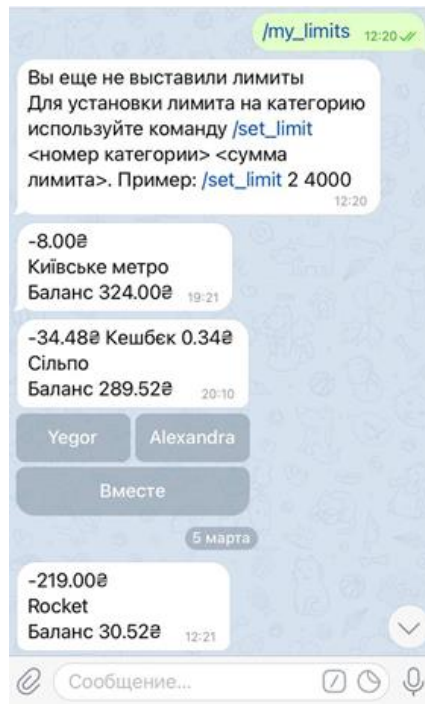 /my_limits 12:20
Вы еще не выставили лимиты
Для установки лимита на категорию
используйте команду /set_limit
<номер категории> <сумма
лимита>. Пример: /set_limit 2 4000
12:20
-8.00₴
Київське метро
Баланс 324.00₴ 19:21
-34.48₴ Кешбєк 0.34₴
Сільпо
Баланс 289.52₴ 20:10
Yegor Alexandra
Вместе
5 марта
-219.00₴
Rocket
Баланс 30.52₴ 12:21
Сообщение...